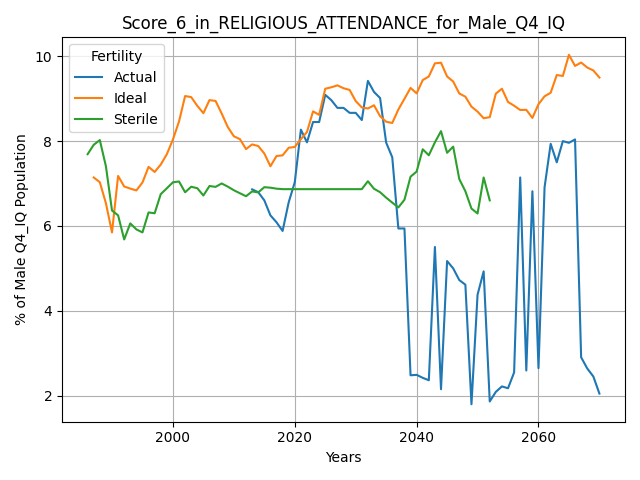 Score_6_in_RELIGIOUS_ATTENDANCE_for_Male_Q4_IQ
Fertility
Actual
Ideal
Sterile
% of Male Q4_IQ Population
10
8
6
4
2
2000
2020
2040
2060
Years